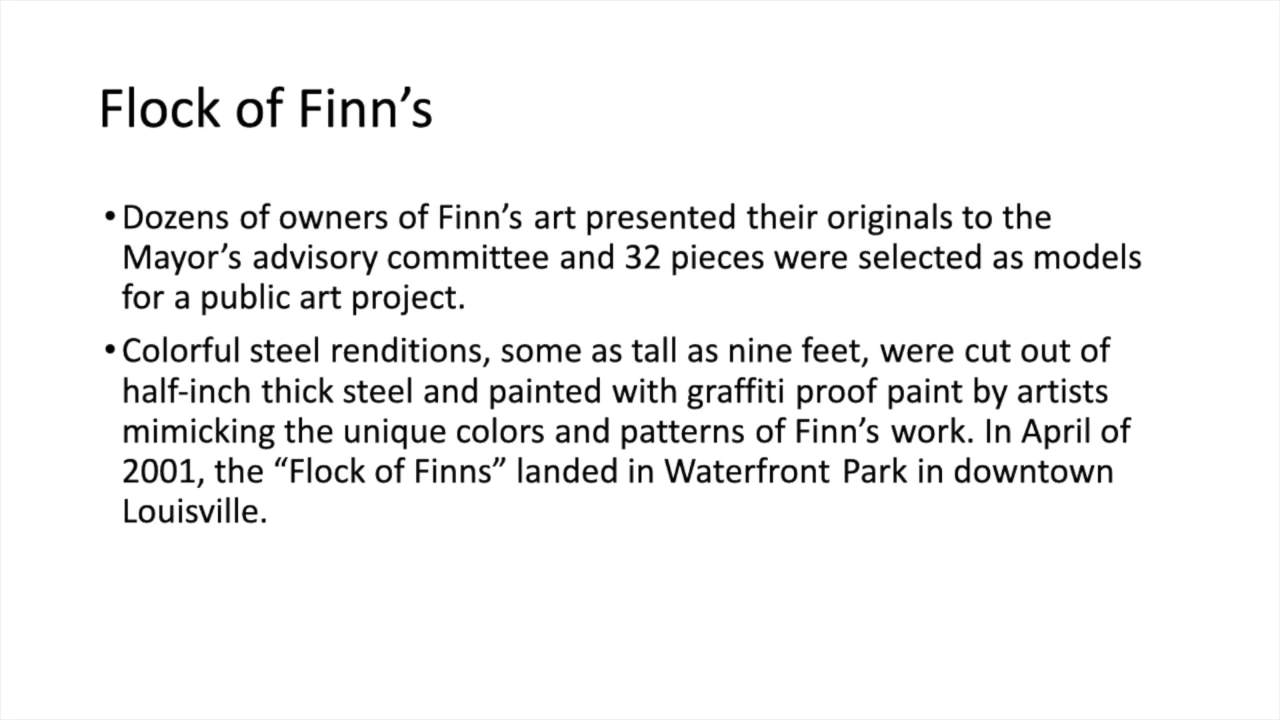 Flock of Finn’s
• Dozens of owners of Finn’s art presented their originals to the
Mayor’s advisory committee and 32 pieces were selected as models
for a public art project.
• Colorful steel renditions, some as tall as nine feet, were cut out of
half-inch thick steel and painted with graffiti proof paint by artists
mimicking the unique colors and patterns of Finn’s work. In April of
2001, the “Flock of Finns” landed in Waterfront Park in downtown
Louisville.